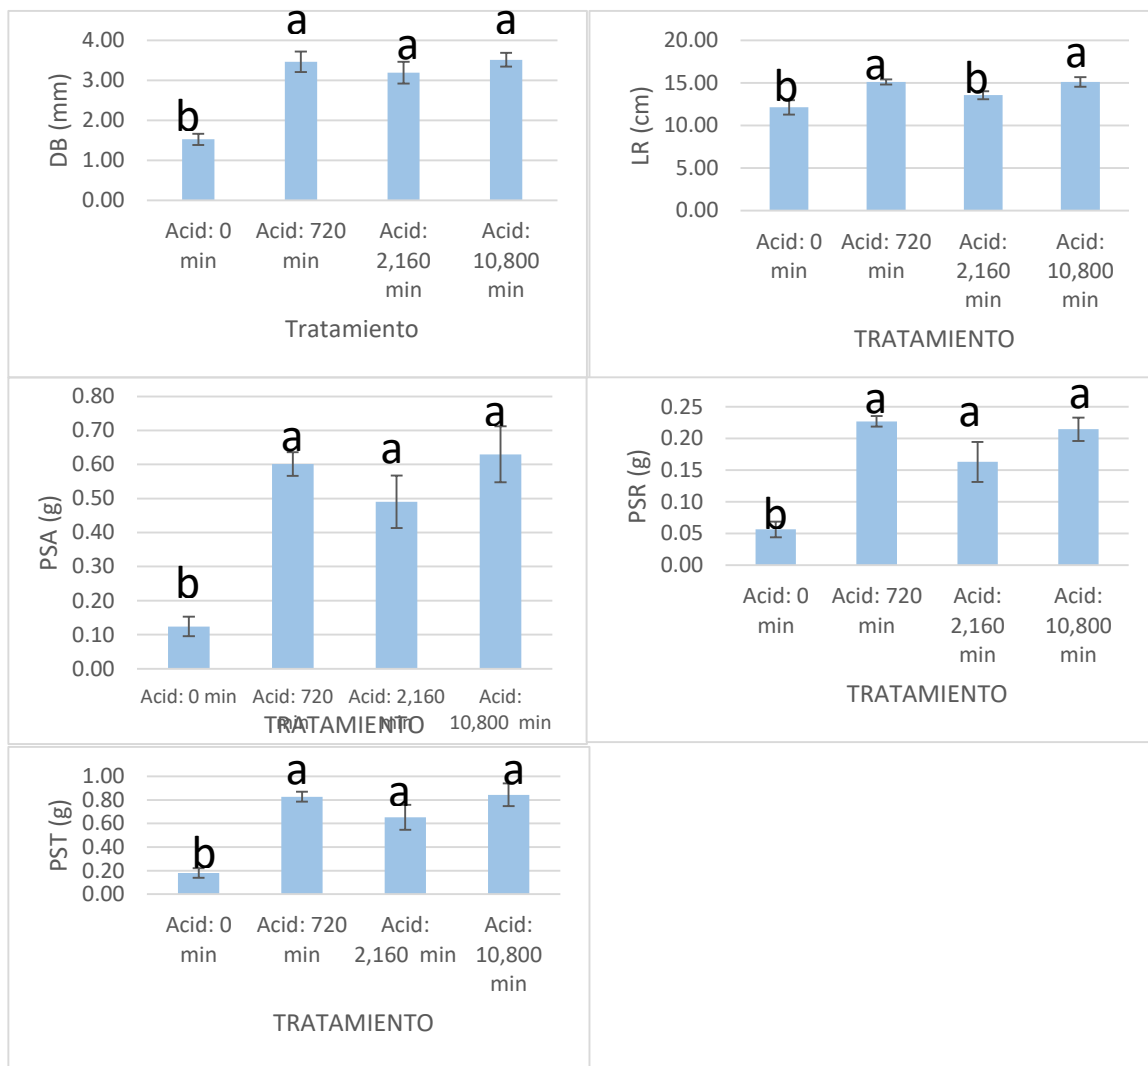 a
a
a
b
4.00
3.00
2.00
1.00
0.00
DB (mm)
Acid: 0
min
Acid: 720
min
Acid:
2,160
min
Acid:
10,800
min
Tratamiento
a
a
b
b
20.00
15.00
10.00
5.00
0.00
LR (cm)
Acid: 0
min
Acid: 720
min
Acid:
2,160
min
Acid:
10,800
min
TRATAMIENTO
a
a
a
b
0.80
0.70
0.60
0.50
0.40
0.30
0.20
0.10
0.00
PSA (g)
Acid: 0 min
Acid: 720
min
Acid: 2,160
min
Acid:
10,800 min
TRATAMIENTO
a
a
a
b
0.25
0.20
0.15
0.10
0.05
0.00
PSR (g)
Acid: 0
min
Acid: 720
min
Acid:
2,160
min
Acid:
10,800
min
TRATAMIENTO
a
a
a
b
1.00
0.80
0.60
0.40
0.20
0.00
PST (g)
Acid: 0
min
Acid: 720
min
Acid:
2,160 min
Acid:
10,800
min
TRATAMIENTO